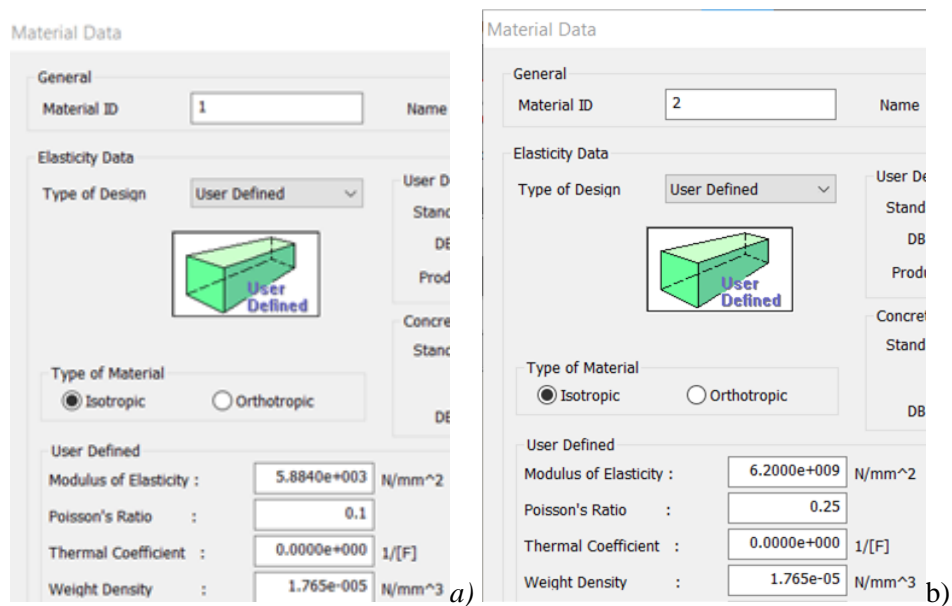 Material Data
General
Material ID
1
Name
Elasticity Data
Type of Design
User Defined
User D
Stand
DB
Prod
User
Defined
Concre
Stand
Type of Material
Isotropic
Orthotropic
DB
User Defined
Modulus of Elasticity :
5.8840e+003
N/mm^2
Poisson's Ratio :
0.1
Thermal Coefficient :
0.0000e+000
1/[F]
Weight Density :
1.765e-005
N/mm^3
a)
Material Data
General
Material ID
2
Name
Elasticity Data
Type of Design
User Defined
User De
Stand
DB
Produ
User
Defined
Concret
Stand
Type of Material
Isotropic
Orthotropic
DB
User Defined
Modulus of Elasticity :
6.2000e+009
N/mm^2
Poisson's Ratio :
0.25
Thermal Coefficient :
0.0000e+000
1/[F]
Weight Density :
1.765e-05
N/mm^3
b)